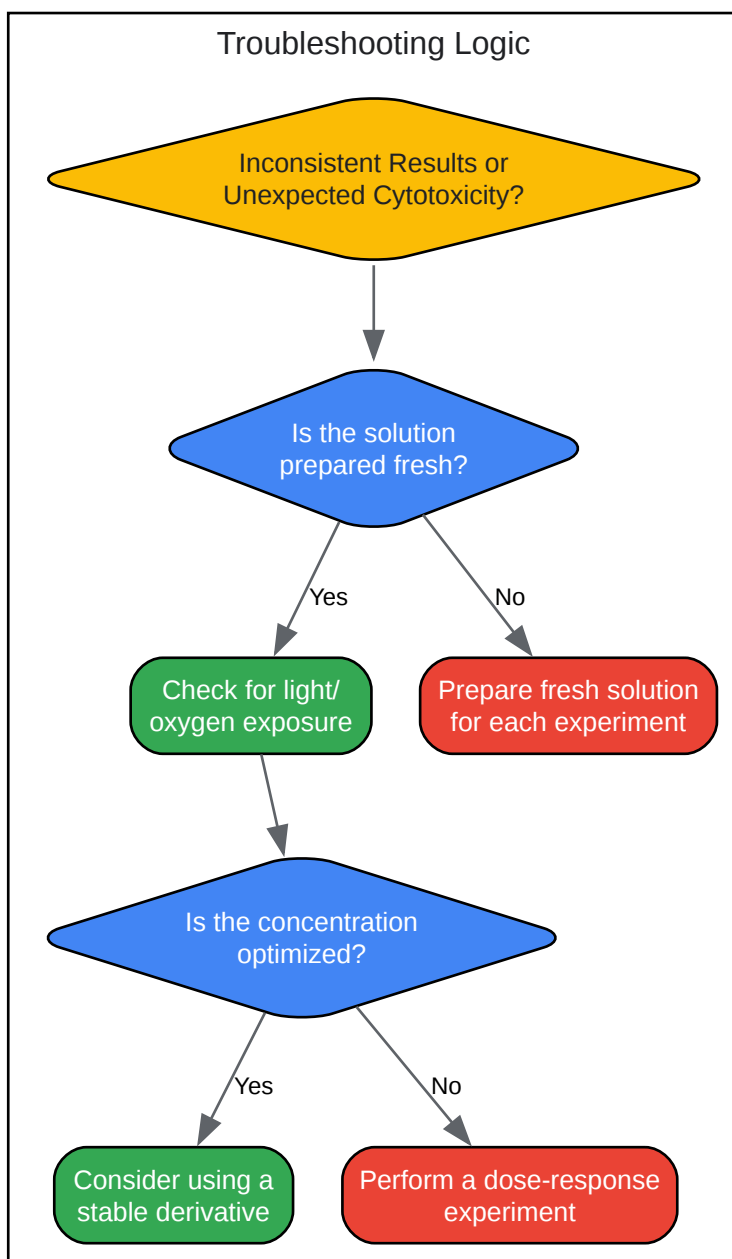 Troubleshooting Logic
Inconsistent Results or
Unexpected Cytotoxicity?
Is the solution
prepared fresh?
Yes
No
Check for light/
oxygen exposure
Prepare fresh solution
for each experiment
Is the concentration
optimized?
Yes
No
Consider using a
stable derivative
Perform a dose-response
experiment